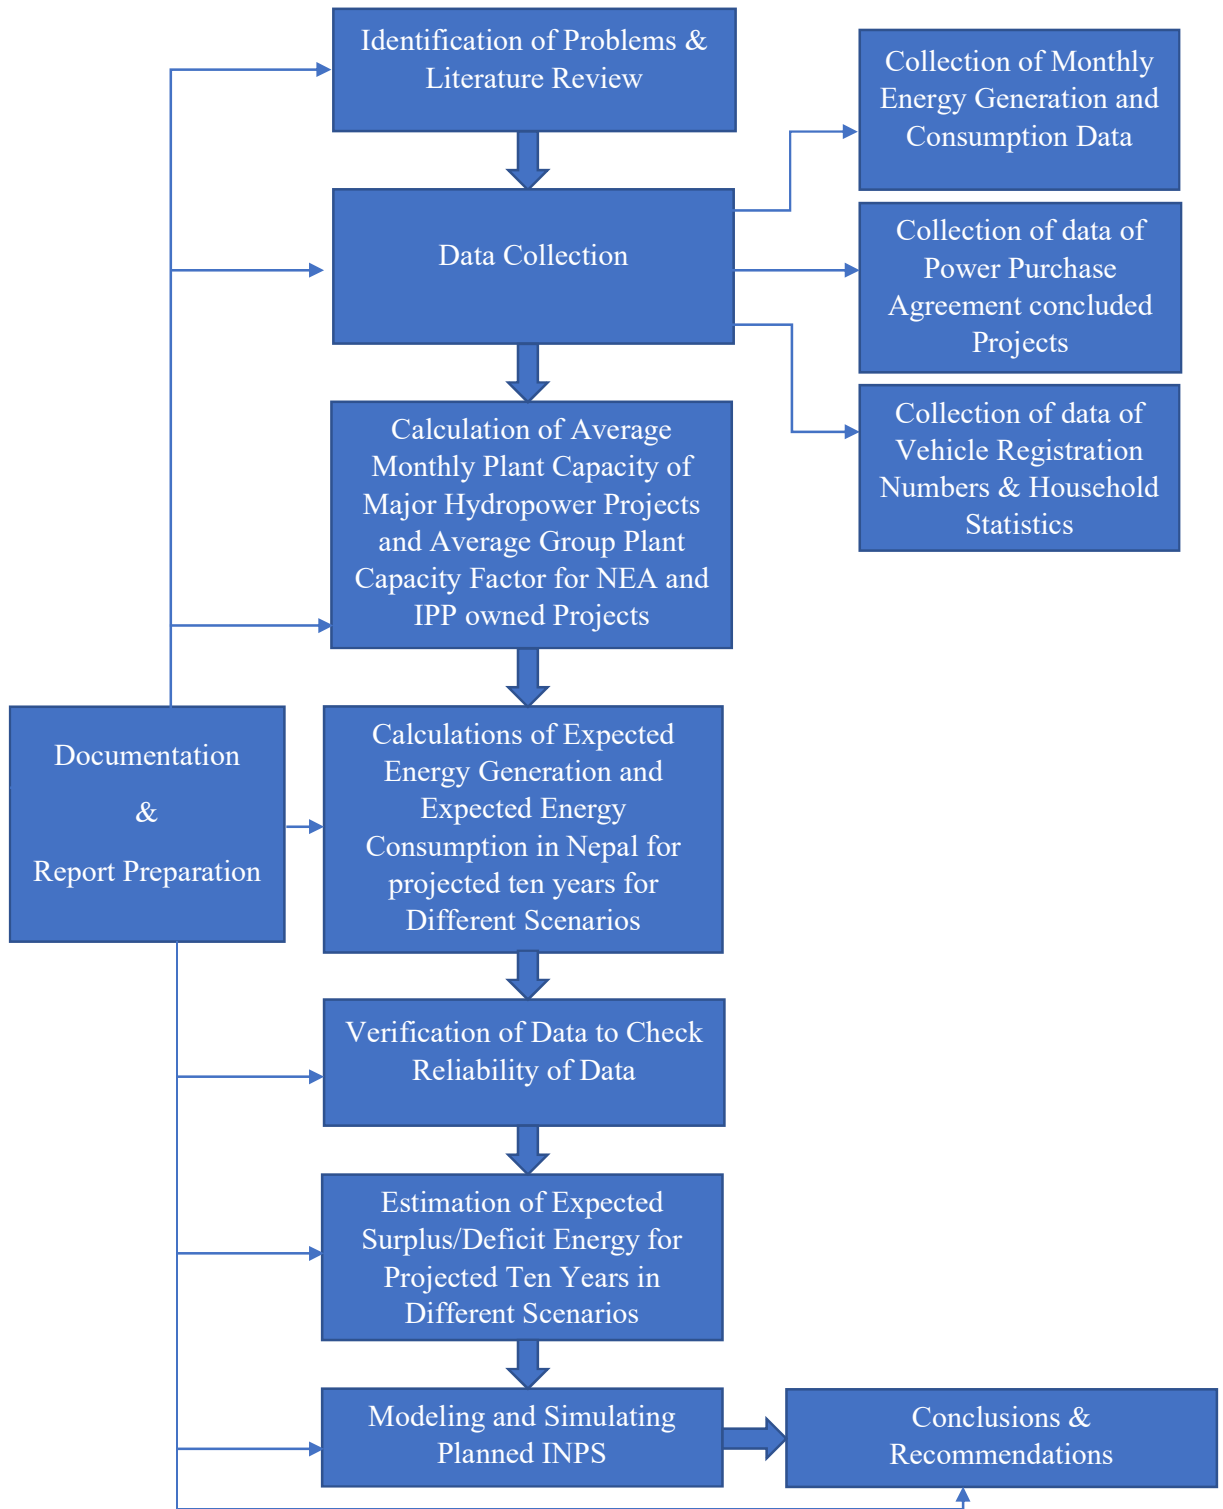 Identification of Problems &
Literature Review
Collection of Monthly
Energy Generation and
Consumption Data
Data Collection
Collection of data of
Power Purchase
Agreement concluded
Projects
Collection of data of
Vehicle Registration
Numbers & Household
Statistics
Calculation of Average
Monthly Plant Capacity of
Major Hydropower Projects
and Average Group Plant
Capacity Factor for NEA and
IPP owned Projects
Documentation
&
Report Preparation
Calculations of Expected
Energy Generation and
Expected Energy
Consumption in Nepal for
projected ten years for
Different Scenarios
Verification of Data to Check
Reliability of Data
Estimation of Expected
Surplus/Deficit Energy for
Projected Ten Years in
Different Scenarios
Modeling and Simulating
Planned INPS
Conclusions &
Recommendations